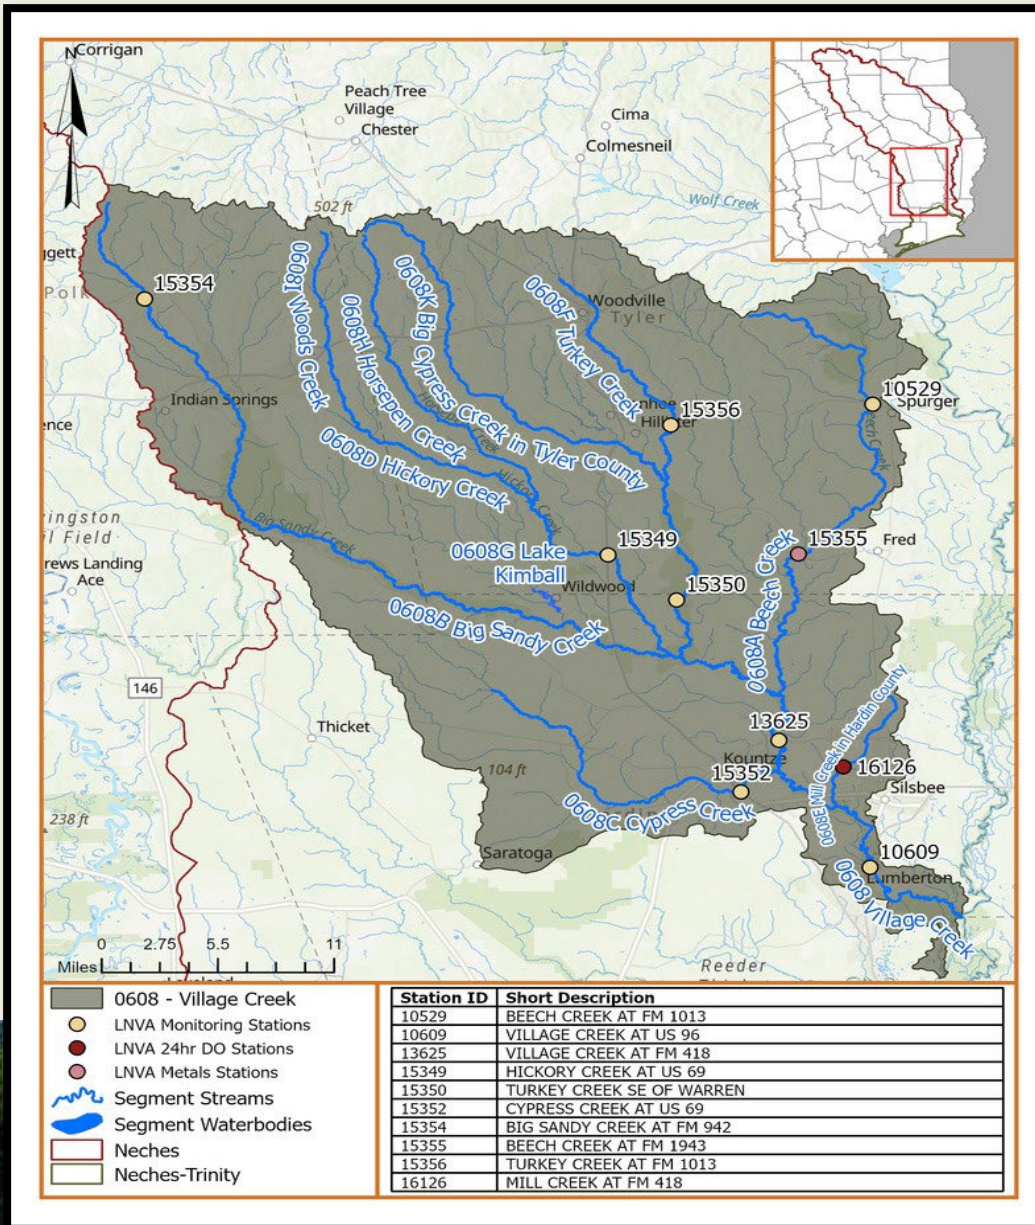 N
Corrigan
Peach Tree
Village
Chester
Cima
Colmesneil
502 ft
Wolf Creek
ggett
Polk
15354
0608I Woods Creek
0608H Horsepen Creek
0608K Big Cypress Creek in Tyler County
0608F Turkey Creek
Woodville
Tyler
10529
Spurger
Indian Springs
15356
Hillister
ence
0608D Hickory Creek
Big Sandy Creek
15349
15355
Fred
0608G Lake
Kimball
Wildwood
15350
0608A Beech Creek
rews Landing
Ace
0608B Big Sandy Creek
146
Thicket
13625
Kountze
0608E Mill Creek in Hardin County
16126
Silsbee
104 ft
15352
0608C Cypress Creek
238 ft
Saratoga
10609
Lumberton
0608 Village Creek
0 2.75 5.5 11
Miles
Reeder
0608 - Village Creek
LNVA Monitoring Stations
LNVA 24hr DO Stations
LNVA Metals Stations
Segment Streams
Segment Waterbodies
Neches
Neches-Trinity
Station ID Short Description
10529 BEECH CREEK AT FM 1013
10609 VILLAGE CREEK AT US 96
13625 VILLAGE CREEK AT FM 418
15349 HICKORY CREEK AT US 69
15350 TURKEY CREEK SE OF WARREN
15352 CYPRESS CREEK AT US 69
15354 BIG SANDY CREEK AT FM 942
15355 BEECH CREEK AT FM 1943
15356 TURKEY CREEK AT FM 1013
16126 MILL CREEK AT FM 418